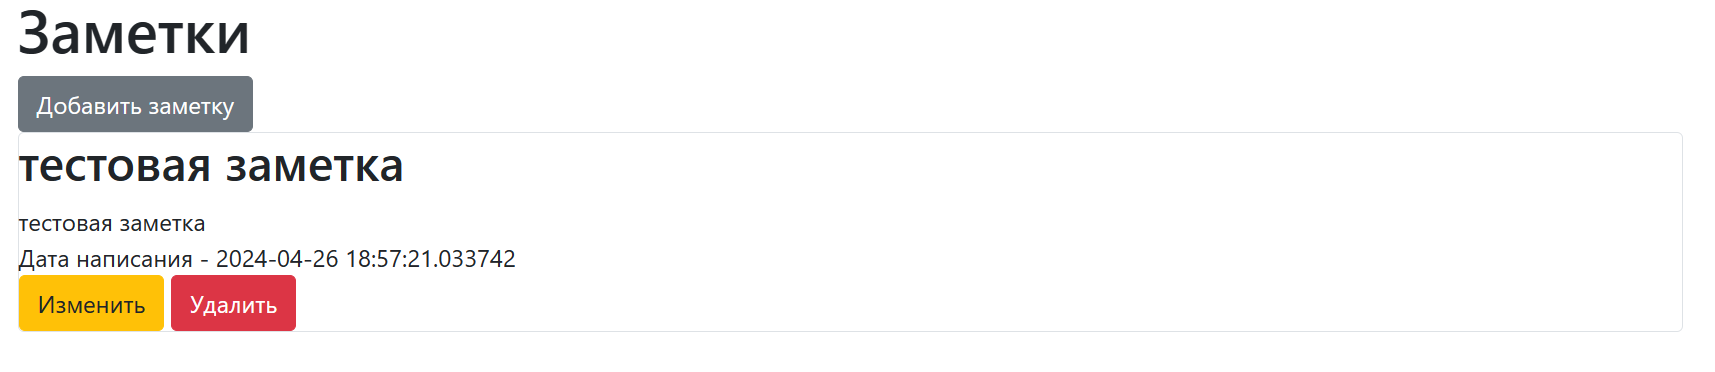 Заметки
Добавить заметку
тестовая заметка
тестовая заметка
Дата написания - 2024-04-26 18:57:21.033742
Изменить Удалить